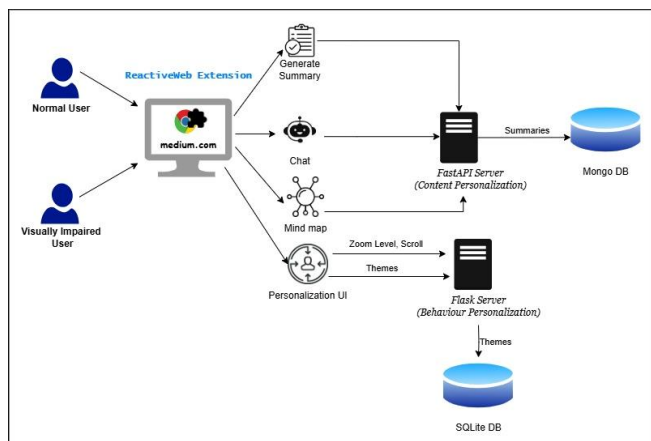 Normal User
Visually Impaired
User
ReactiveWeb Extension
medium.com
Generate
Summary
Chat
Mind map
Personalization UI
Zoom Level, Scroll
Themes
FastAPI Server
(Content Personalization)
Summaries
Mongo DB
Flask Server
(Behaviour Personalization)
Themes
SQLite DB